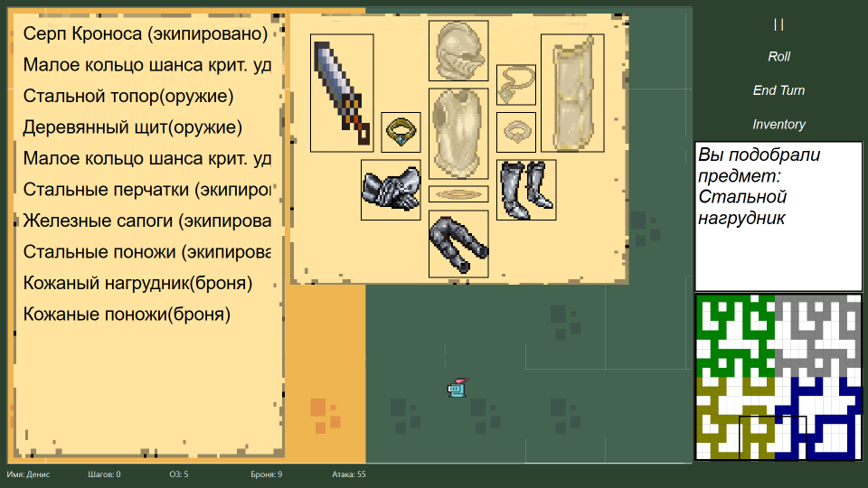 Серп Кроноса (экипировано)
Малое кольцо шанса крит. уд
Стальной топор(оружие)
Деревянный щит(оружие)
Малое кольцо шанса крит. уд
Стальные перчатки (экипиро
Железные сапоги (экипирова
Стальные поножи (экипирова
Кожаный нагрудник(броня)
Кожаные поножи(броня)
||
Roll
End Turn
Inventory
Вы подобрали
предмет:
Стальной
нагрудник
Имя: Денис Шагов: 0 ОЗ: 5 Броня: 9 Атака: 55